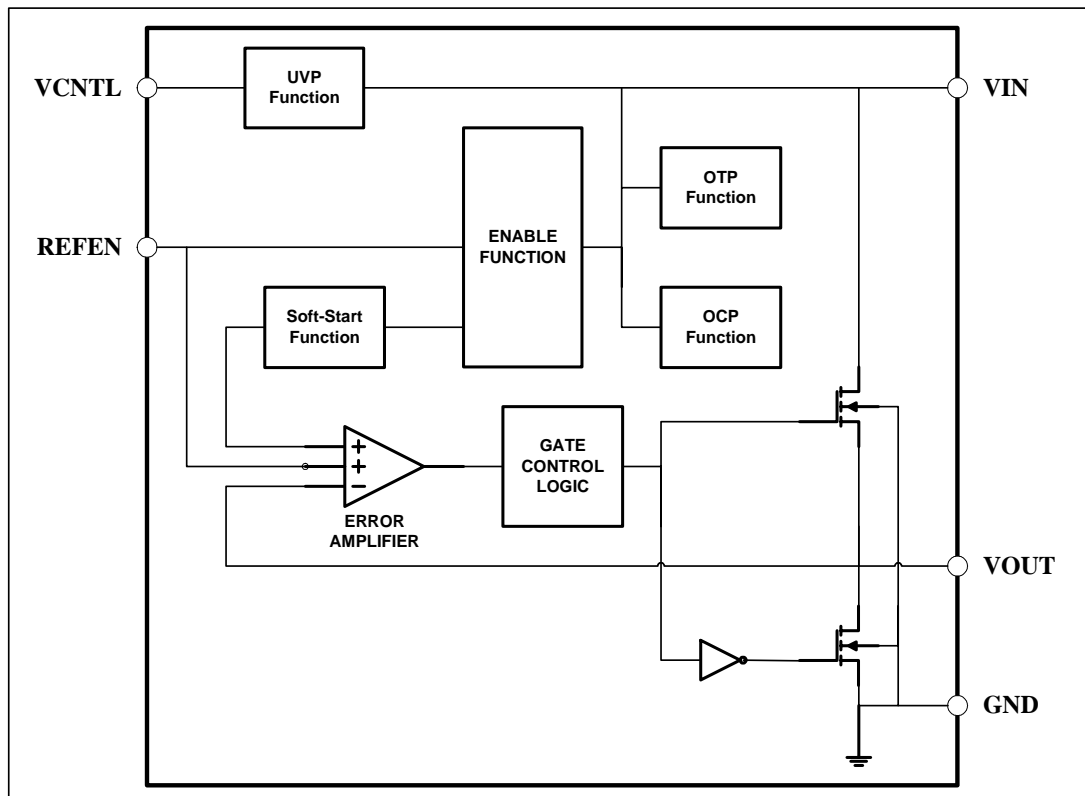 UVP
Function
VCNTL
VIN
OTP
Function
REFEN
ENABLE
FUNCTION
Soft-Start
Function
OCP
Function
GATE
CONTROL
LOGIC
ERROR
AMPLIFIER
VOUT
GND